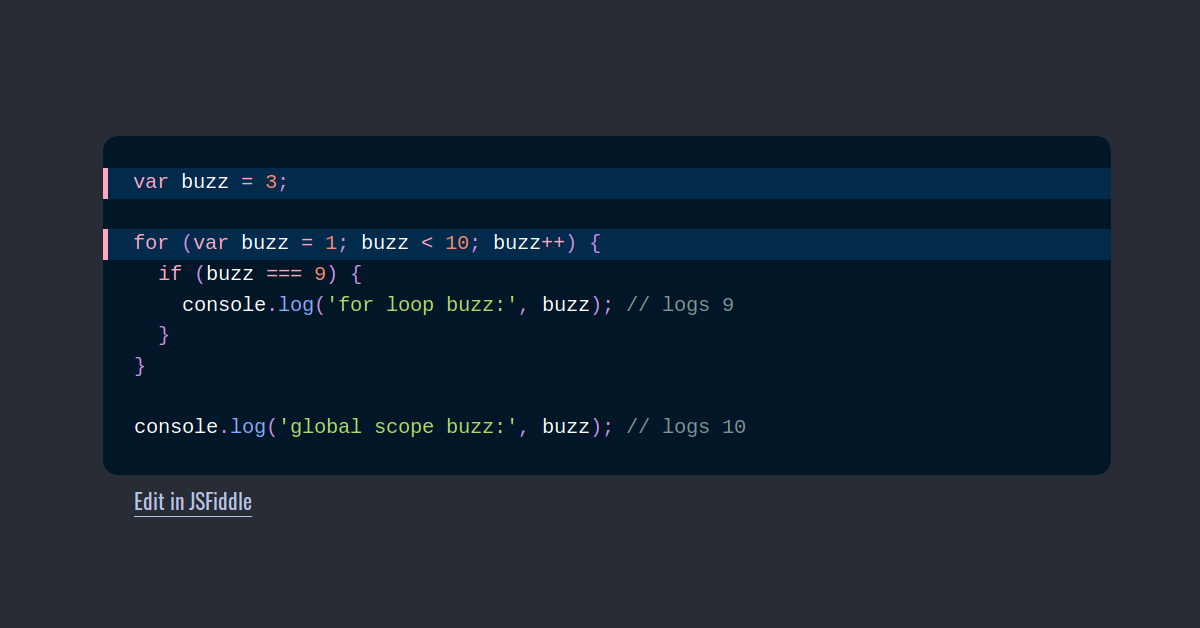 var buzz = 3;
for (var buzz = 1; buzz < 10; buzz++) {
  if (buzz === 9) {
    console.log('for loop buzz:', buzz); // logs 9
  }
}
console.log('global scope buzz:', buzz); // logs 10
Edit in JSFiddle